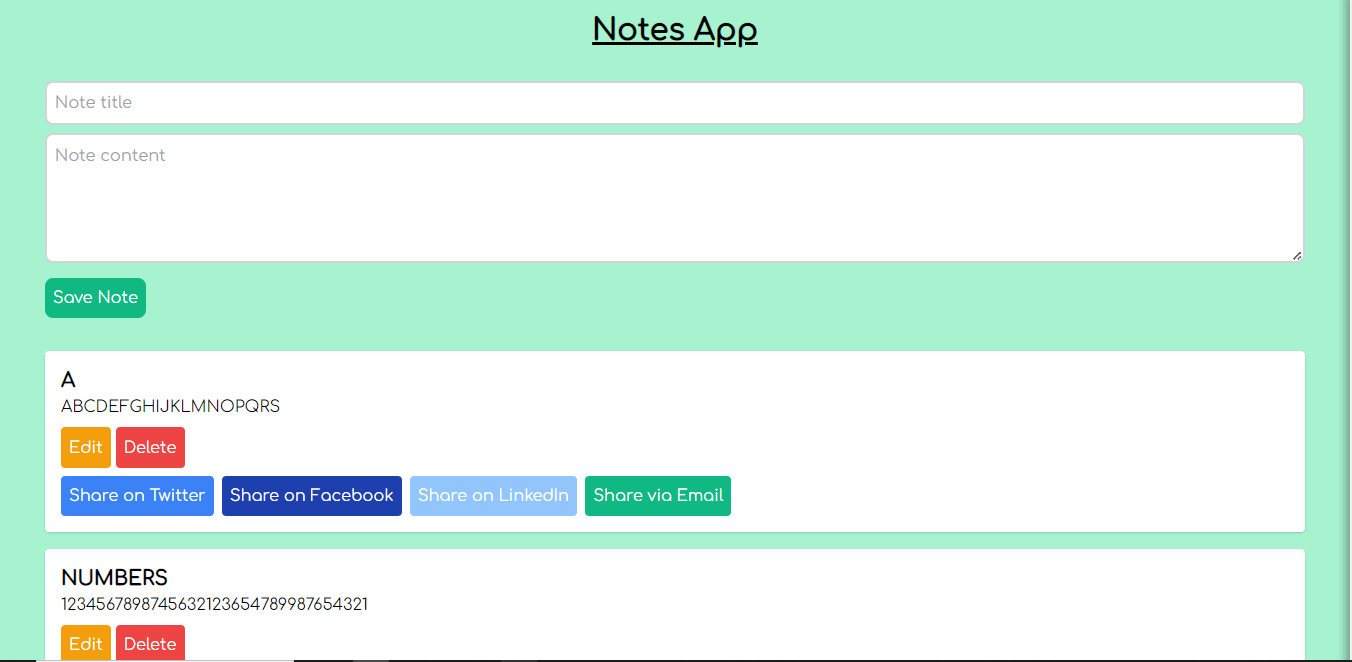 Notes App
Note title
Note content
Save Note
A
ABCDEFGHIJKLMNOPQRS
Edit Delete
Share on Twitter Share on Facebook Share on LinkedIn Share via Email
NUMBERS
1234567898745632123654789987654321
Edit Delete